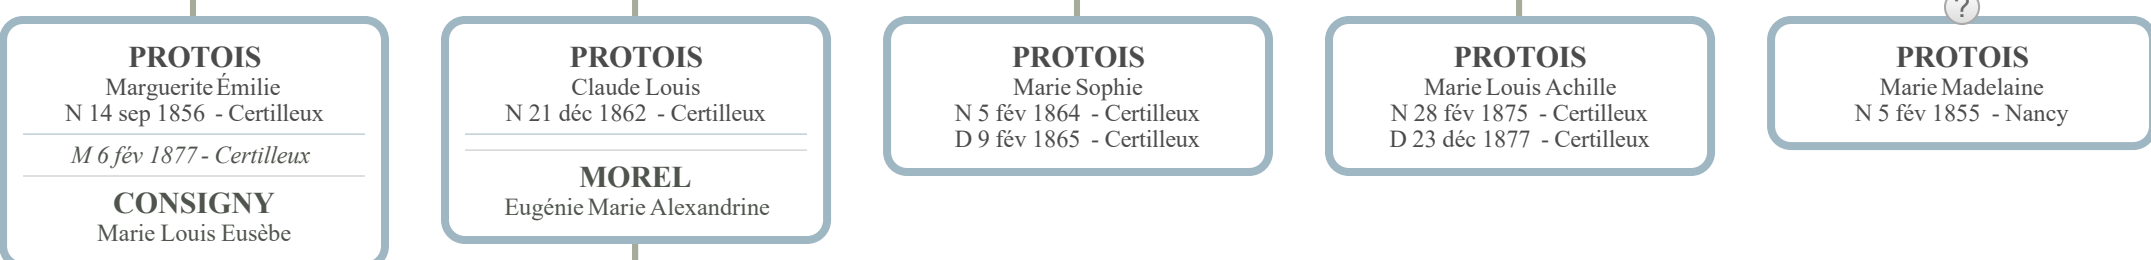 PROTOIS
Marguerite Émilie
N 14 sep 1856 - Certilleux
M 6 fév 1877 - Certilleux
CONSIGNY
Marie Louis Eusèbe
PROTOIS
Claude Louis
N 21 déc 1862 - Certilleux
MOREL
Eugénie Marie Alexandrine
PROTOIS
Marie Sophie
N 5 fév 1864 - Certilleux
D 9 fév 1865 - Certilleux
PROTOIS
Marie Louis Achille
N 28 fév 1875 - Certilleux
D 23 déc 1877 - Certilleux
?
PROTOIS
Marie Madelaine
N 5 fév 1855 - Nancy